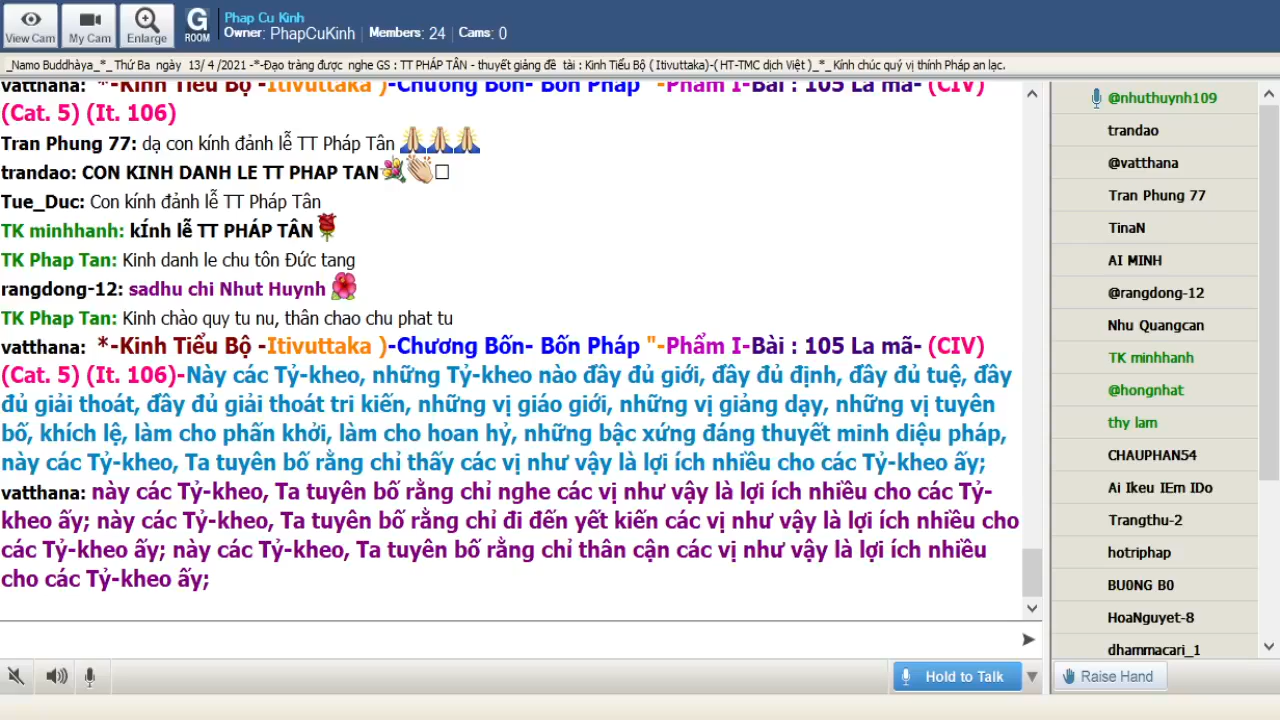 View Cam
My Cam
Enlarge
G
ROOM
Phap Cu Kinh
Owner: PhapCuKinh Members: 24 Cams: 0
_Namo Buddhàya_*_ Thứ Ba ngày 13/ 4 /2021 -*-Đạo tràng được nghe GS : TT PHÁP TÂN - thuyết giảng đề tài : Kinh Tiểu Bộ ( Itivuttaka)-( HT-TMC dịch Việt )_*_ Kính chúc quý vị thính Pháp an lạc.
vatthana: *-Kinh Tiểu Bộ -Itivuttaka )-Chương Bốn- Bốn Pháp "-Phẩm I-Bài : 105 La mã- (CIV)
(Cat. 5) (It. 106)
Tran Phung 77: dạ con kính đảnh lễ TT Pháp Tân
trandao: CON KINH DANH LE TT PHAP TAN
Tue_Duc: Con kính đảnh lễ TT Pháp Tân
TK minhhanh: kÍnh lễ TT PHÁP TÂN
TK Phap Tan: Kinh danh le chu tôn Đức tang
rangdong-12: sadhu chi Nhut Huynh
TK Phap Tan: Kinh chào quy tu nu, thân chao chu phat tu
vatthana: *-Kinh Tiểu Bộ -Itivuttaka )-Chương Bốn- Bốn Pháp "-Phẩm I-Bài : 105 La mã- (CIV)
(Cat. 5) (It. 106)-Này các Tỷ-kheo, những Tỷ-kheo nào đầy đủ giới, đầy đủ định, đầy đủ tuệ, đầy
đủ giải thoát, đầy đủ giải thoát tri kiến, những vị giáo giới, những vị giảng dạy, những vị tuyên
bố, khích lệ, làm cho phấn khởi, làm cho hoan hỷ, những bậc xứng đáng thuyết minh diệu pháp,
này các Tỷ-kheo, Ta tuyên bố rằng chỉ thấy các vị như vậy là lợi ích nhiều cho các Tỷ-kheo ấy;
vatthana: này các Tỷ-kheo, Ta tuyên bố rằng chỉ nghe các vị như vậy là lợi ích nhiều cho các Tỷ-
kheo ấy; này các Tỷ-kheo, Ta tuyên bố rằng chỉ đi đến yết kiến các vị như vậy là lợi ích nhiều cho
các Tỷ-kheo ấy; này các Tỷ-kheo, Ta tuyên bố rằng chỉ thân cận các vị như vậy là lợi ích nhiều
cho các Tỷ-kheo ấy;
@nhuthuynh109
trandao
@vatthana
Tran Phung 77
TinaN
AI MINH
@rangdong-12
Nhu Quangcan
TK minhhanh
@hongnhat
thy lam
CHAUPHAN54
Ai Ikeu IEm IDo
Trangthu-2
hotriphap
BU0NG B0
HoaNguyet-8
dhammacari_1
Hold to Talk
Raise Hand